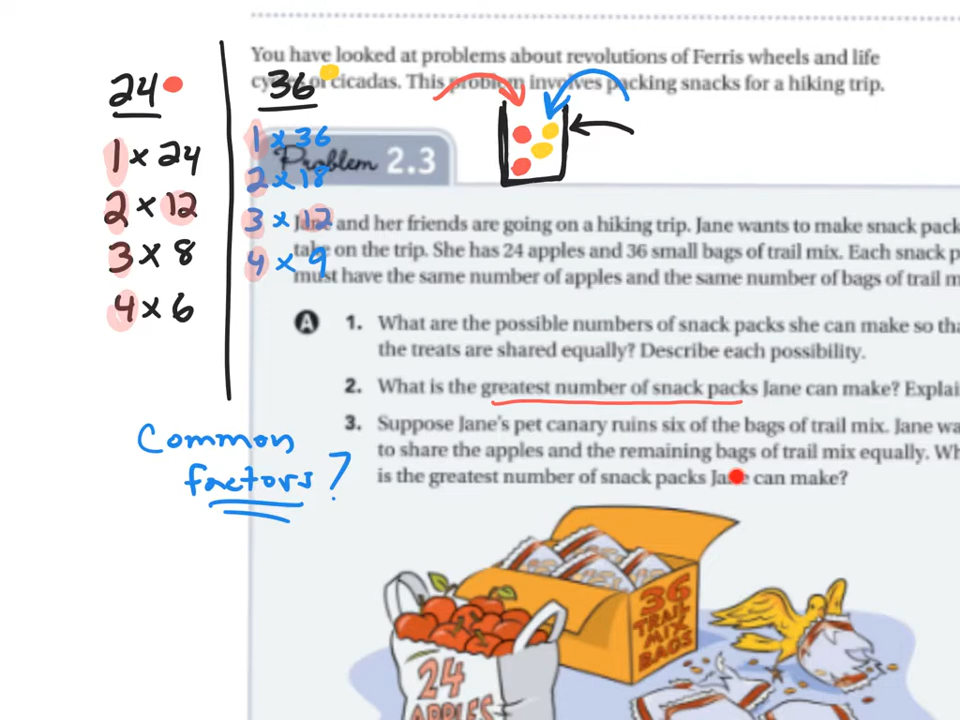 You have looked at problems about revolutions of Ferris wheels and life
cycles of cicadas. This problem involves packing snacks for a hiking trip.
24
1 x 24
2 x 12
3 x 8
4 x 6
36
1 x 36
2 x 18
3 x 12
4 x 9
Common
factors?
Problem 2.3
Jane and her friends are going on a hiking trip. Jane wants to make snack pack
take on the trip. She has 24 apples and 36 small bags of trail mix. Each snack p
must have the same number of apples and the same number of bags of trail m
A 1. What are the possible numbers of snack packs she can make so tha
the treats are shared equally? Describe each possibility.
2. What is the greatest number of snack packs Jane can make? Explai
3. Suppose Jane's pet canary ruins six of the bags of trail mix. Jane wa
to share the apples and the remaining bags of trail mix equally. Wh
is the greatest number of snack packs Jane can make?
36
TRAIL
MIX
BAGS
24
APPLES